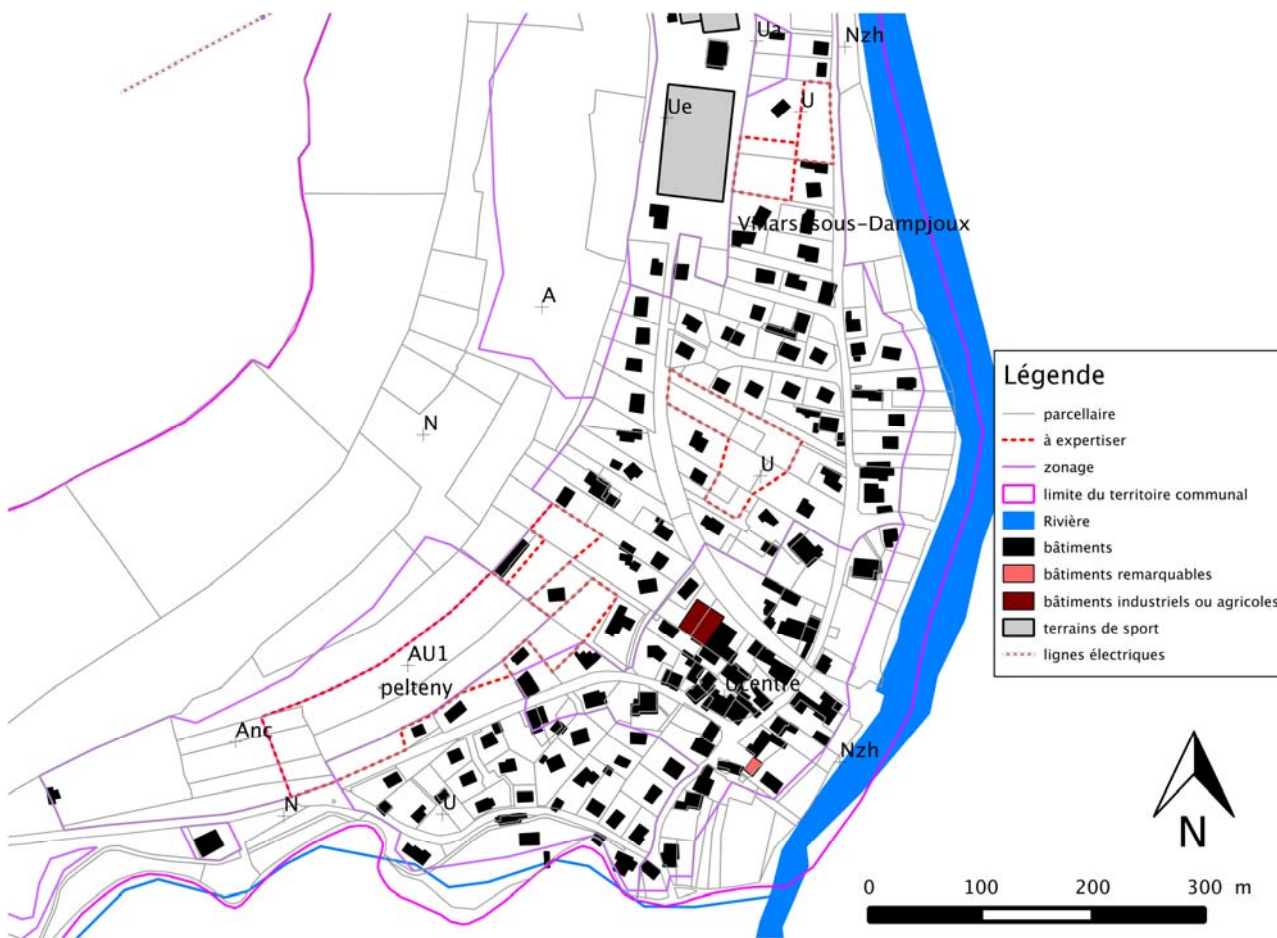 Ua
Nzh
Ue
U
Villars-sous-Dampjoux
A
N
U
AU1
pelteny
Ucentre
Anc
Nzh
N
U
Légende
parcellaire
à expertiser
zonage
limite du territoire communal
Rivière
bâtiments
bâtiments remarquables
bâtiments industriels ou agricoles
terrains de sport
lignes électriques
N
0 100 200 300 m